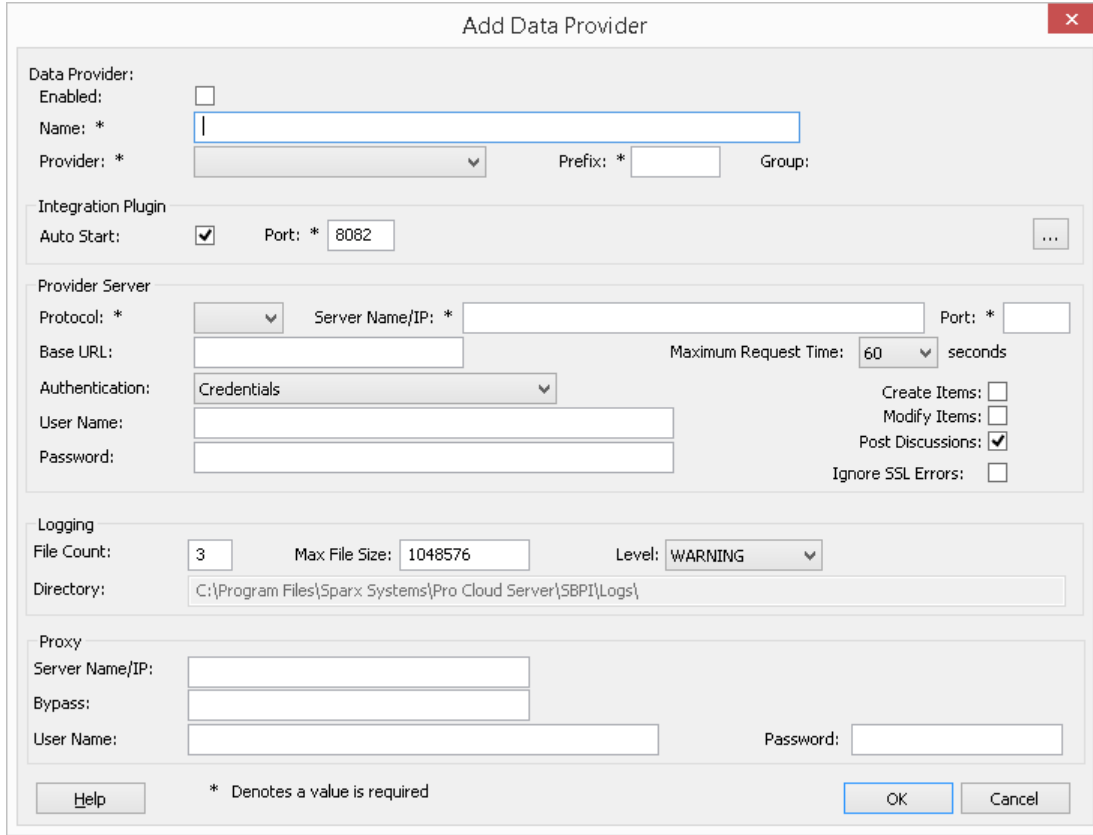 Add Data Provider
Data Provider:
Enabled:
Name: *
Provider: * Prefix: * Group:
Integration Plugin
Auto Start: Port: * 8082 ...
Provider Server
Protocol: * Server Name/IP: * Port: *
Base URL: Maximum Request Time: 60 seconds
Authentication: Credentials Create Items:
User Name: Modify Items:
Post Discussions:
Password:
Ignore SSL Errors:
Logging
File Count: 3 Max File Size: 1048576 Level: WARNING
Directory: C:\Program Files\Sparx Systems\Pro Cloud Server\SBPI\Logs\
Proxy
Server Name/IP:
Bypass:
User Name: Password:
Help * Denotes a value is required OK Cancel